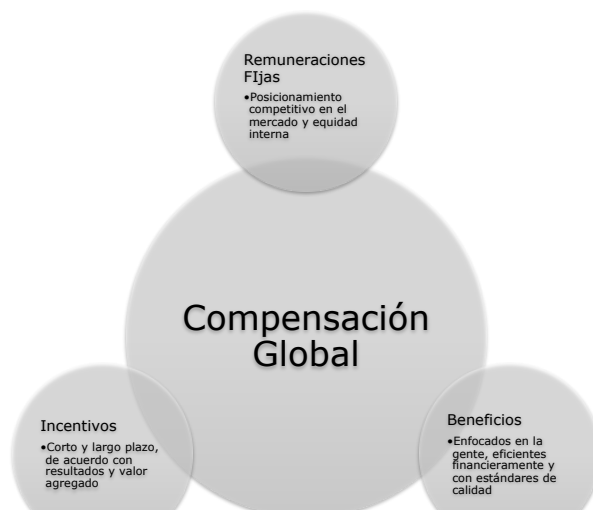 Remuneraciones
FIjas
•Posicionamiento
competitivo en el
mercado y equidad
interna
Compensación
Global
Incentivos
•Corto y largo plazo,
de acuerdo con
resultados y valor
agregado
Beneficios
•Enfocados en la
gente, eficientes
financieramente y
con estándares de
calidad